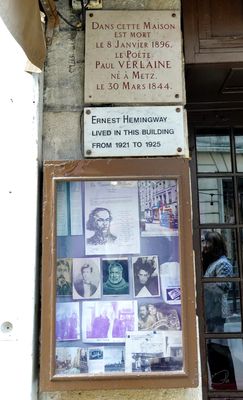 DANS CETTE MAISON
EST MORT
LE 8 JANVIER 1896,
LE POËTE
PAUL VERLAINE
NÉ À METZ,
LE 30 MARS 1844.
ERNEST HEMINGWAY
LIVED IN THIS BUILDING
FROM 1921 TO 1925